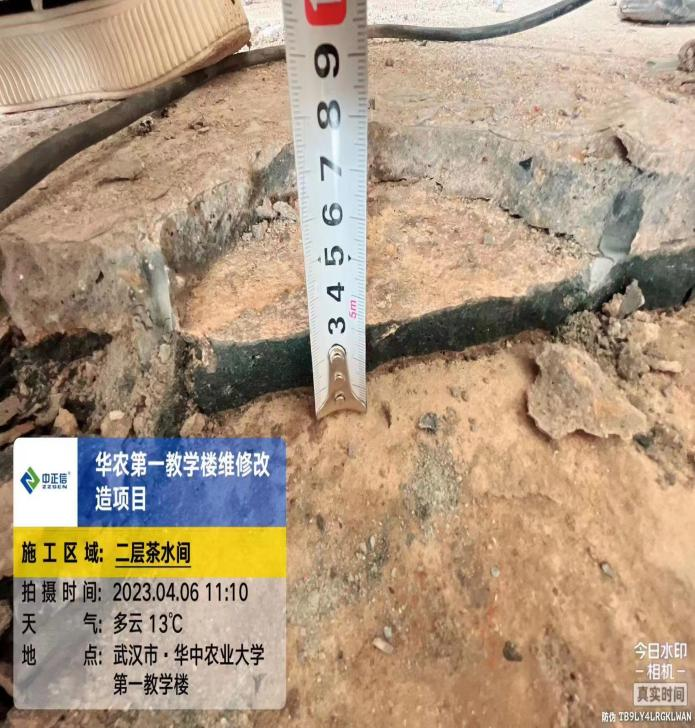 1
9
8
7
6
5
4
3
5m
中正信
ZZSEN
华农第一教学楼维修改
造项目
施工区域: 二层茶水间
拍摄时间: 2023.04.06 11:10
天气: 多云 13℃
地点: 武汉市·华中农业大学
第一教学楼
今日水印
-相机-
真实时间
防伪 TB9LY4LRGKLWAN